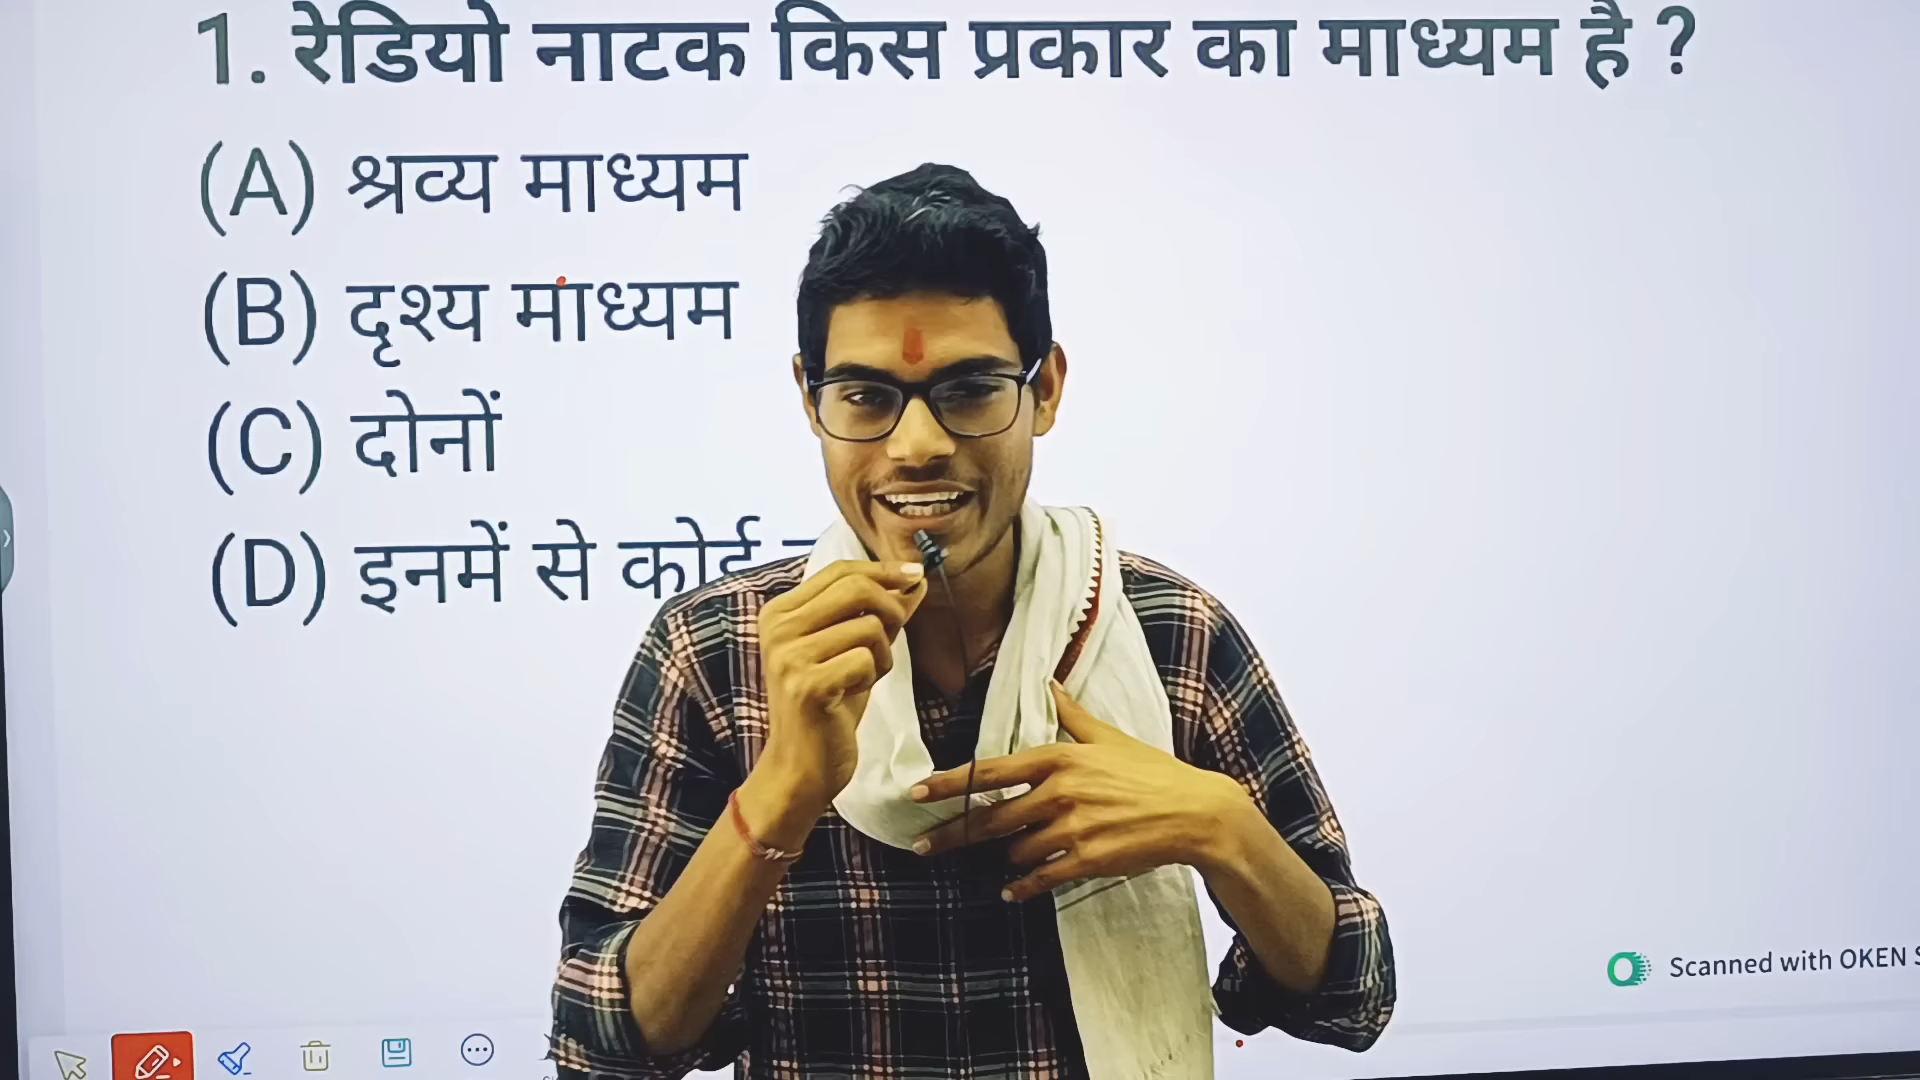 1. रेडियो नाटक किस प्रकार का माध्यम है ?
(A) श्रव्य माध्यम
(B) दृश्य माध्यम
(C) दोनों
(D) इनमें से कोई
Scanned with OKEN S